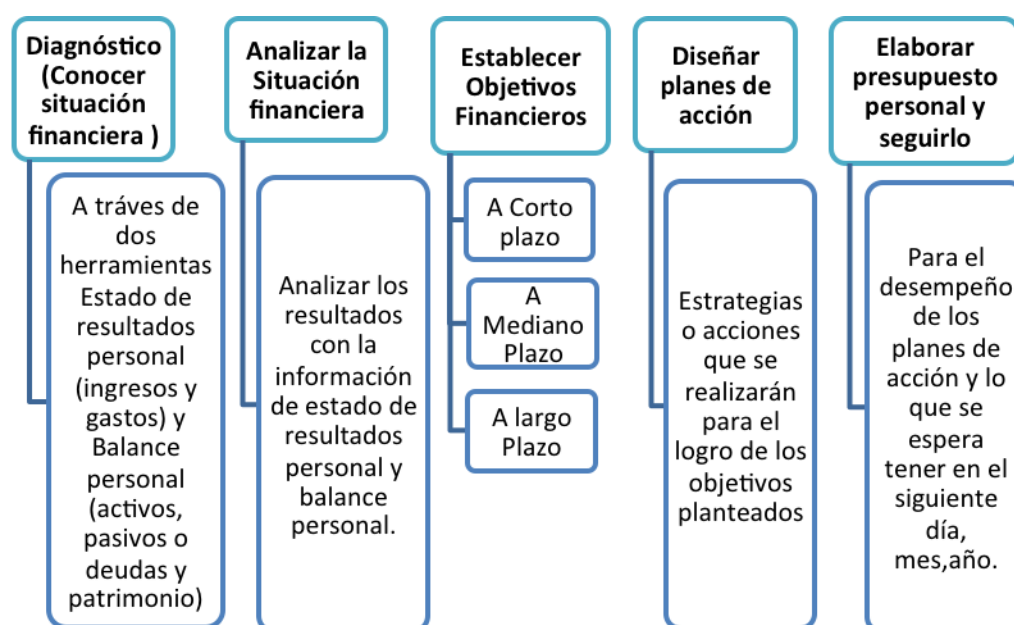 Diagnóstico
(Conocer
situación
financiera )
A tráves de
dos
herramientas
Estado de
resultados
personal
(ingresos y
gastos) y
Balance
personal
(activos,
pasivos o
deudas y
patrimonio)
Analizar la
Situación
financiera
Analizar los
resultados
con la
información
de estado de
resultados
personal y
balance
personal.
Establecer
Objetivos
Financieros
A Corto
plazo
A
Mediano
Plazo
A largo
Plazo
Diseñar
planes de
acción
Estrategias
o acciones
que se
realizarán
para el
logro de los
objetivos
planteados
Elaborar
presupuesto
personal y
seguirlo
Para el
desempeño
de los
planes de
acción y lo
que se
espera
tener en el
siguiente
día,
mes,año.